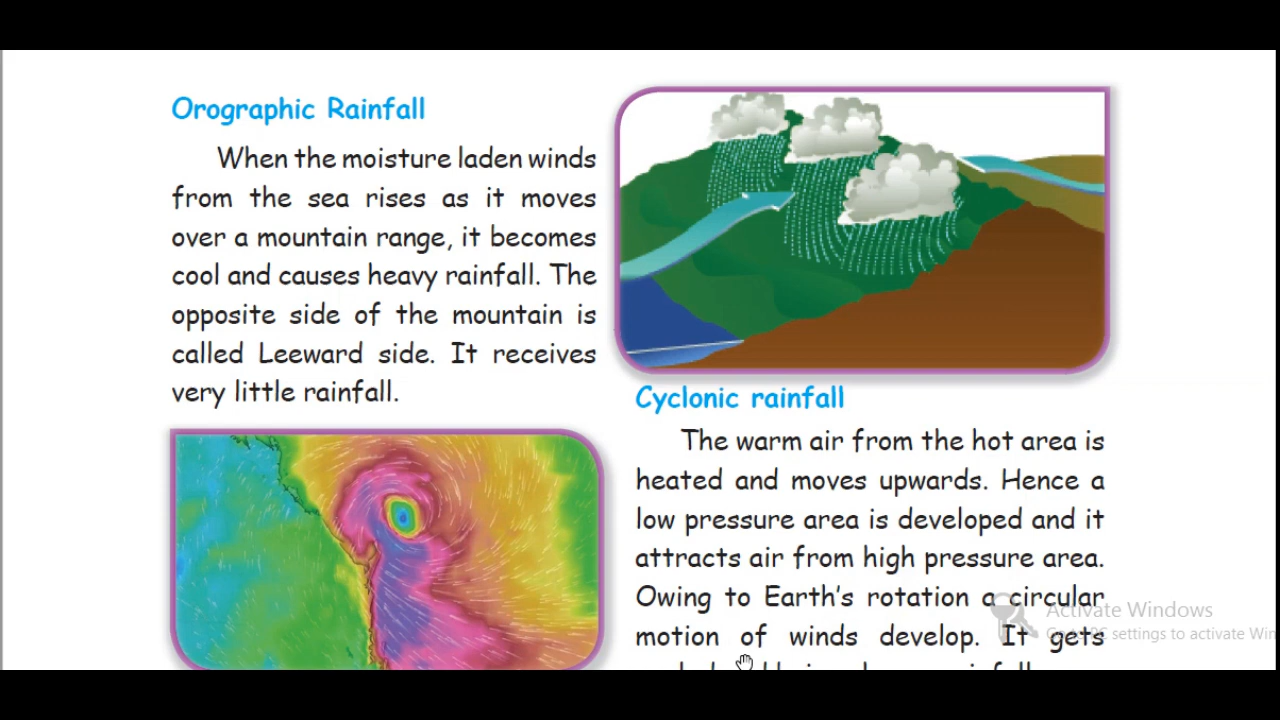 Orographic Rainfall
When the moisture laden winds
from the sea rises as it moves
over a mountain range, it becomes
cool and causes heavy rainfall. The
opposite side of the mountain is
called Leeward side. It receives
very little rainfall.
Cyclonic rainfall
The warm air from the hot area is
heated and moves upwards. Hence a
low pressure area is developed and it
attracts air from high pressure area.
Owing to Earth's rotation a circular
motion of winds develop. It gets
Activate Windows
settings to activate